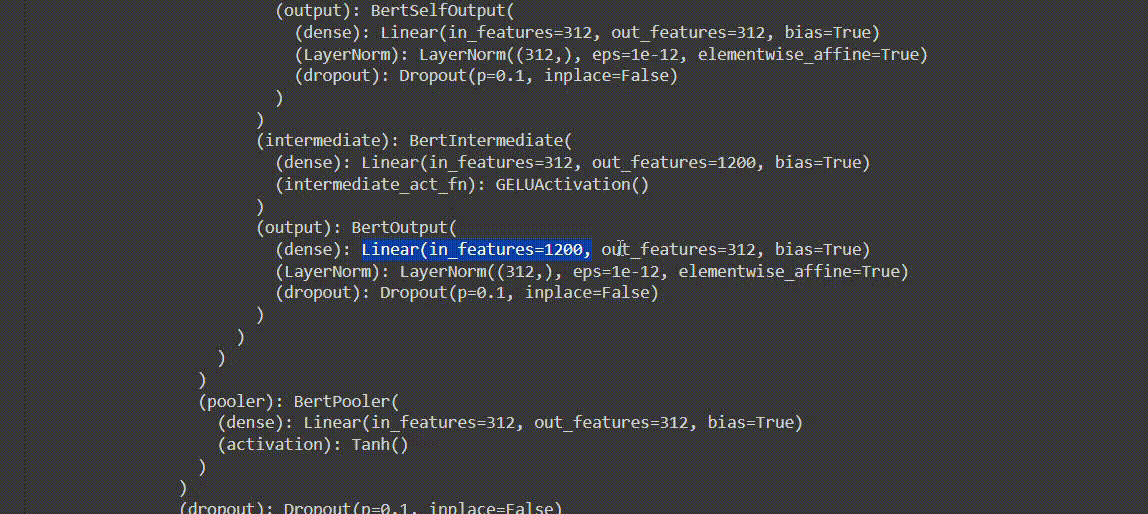 (output): BertSelfOutput(
(dense): Linear(in_features=312, out_features=312, bias=True)
(LayerNorm): LayerNorm((312,), eps=1e-12, elementwise_affine=True)
(dropout): Dropout(p=0.1, inplace=False)
)
)
(intermediate): BertIntermediate(
(dense): Linear(in_features=312, out_features=1200, bias=True)
(intermediate_act_fn): GELUActivation()
)
(output): BertOutput(
(dense): Linear(in_features=1200, out_features=312, bias=True)
(LayerNorm): LayerNorm((312,), eps=1e-12, elementwise_affine=True)
(dropout): Dropout(p=0.1, inplace=False)
)
)
)
)
(pooler): BertPooler(
(dense): Linear(in_features=312, out_features=312, bias=True)
(activation): Tanh()
)
)
(dropout): Dropout(p=0.1, inplace=False)